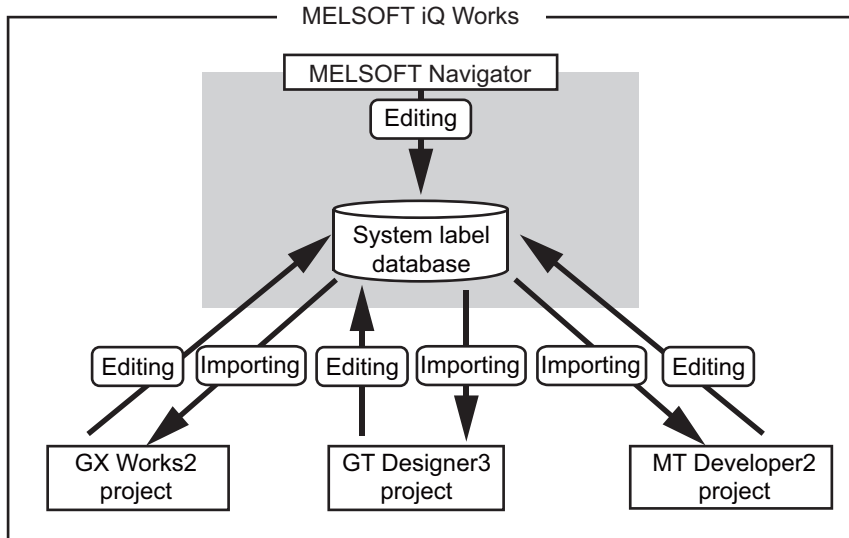 MELSOFT iQ Works
MELSOFT Navigator
Editing
System label
database
Editing
Importing
Editing
Importing
Importing
Editing
GX Works2
project
GT Designer3
project
MT Developer2
project